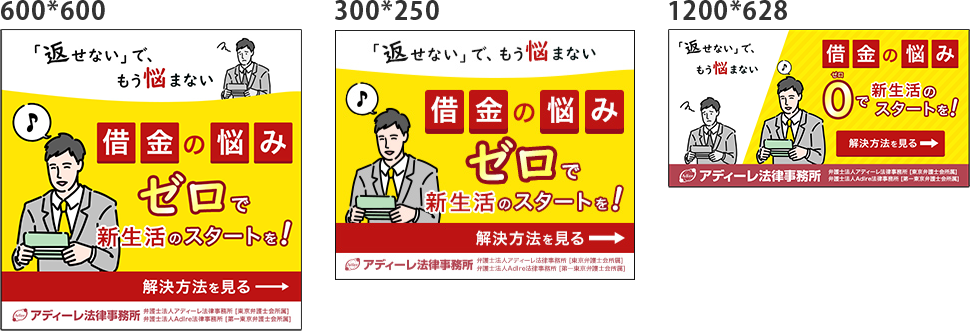 600*600
「返せない」で、
もう悩まない
借金の悩み
ゼロで
新生活のスタートを!
解決方法を見る
アディーレ法律事務所
弁護士法人アディーレ法律事務所 [東京弁護士会所属]
弁護士法人AdIre法律事務所 [第一東京弁護士会所属]
300*250
「返せない」で、もう悩まない
借金の悩み
ゼロで
新生活のスタートを!
解決方法を見る
アディーレ法律事務所
弁護士法人アディーレ法律事務所 [東京弁護士会所属]
弁護士法人AdIre法律事務所 [第一東京弁護士会所属]
1200*628
「返せない」で、
もう悩まない
借金の悩み
ゼロ
0で新生活の
スタートを!
解決方法を見る
アディーレ法律事務所
弁護士法人アディーレ法律事務所 [東京弁護士会所属]
弁護士法人AdIre法律事務所 [第一東京弁護士会所属]